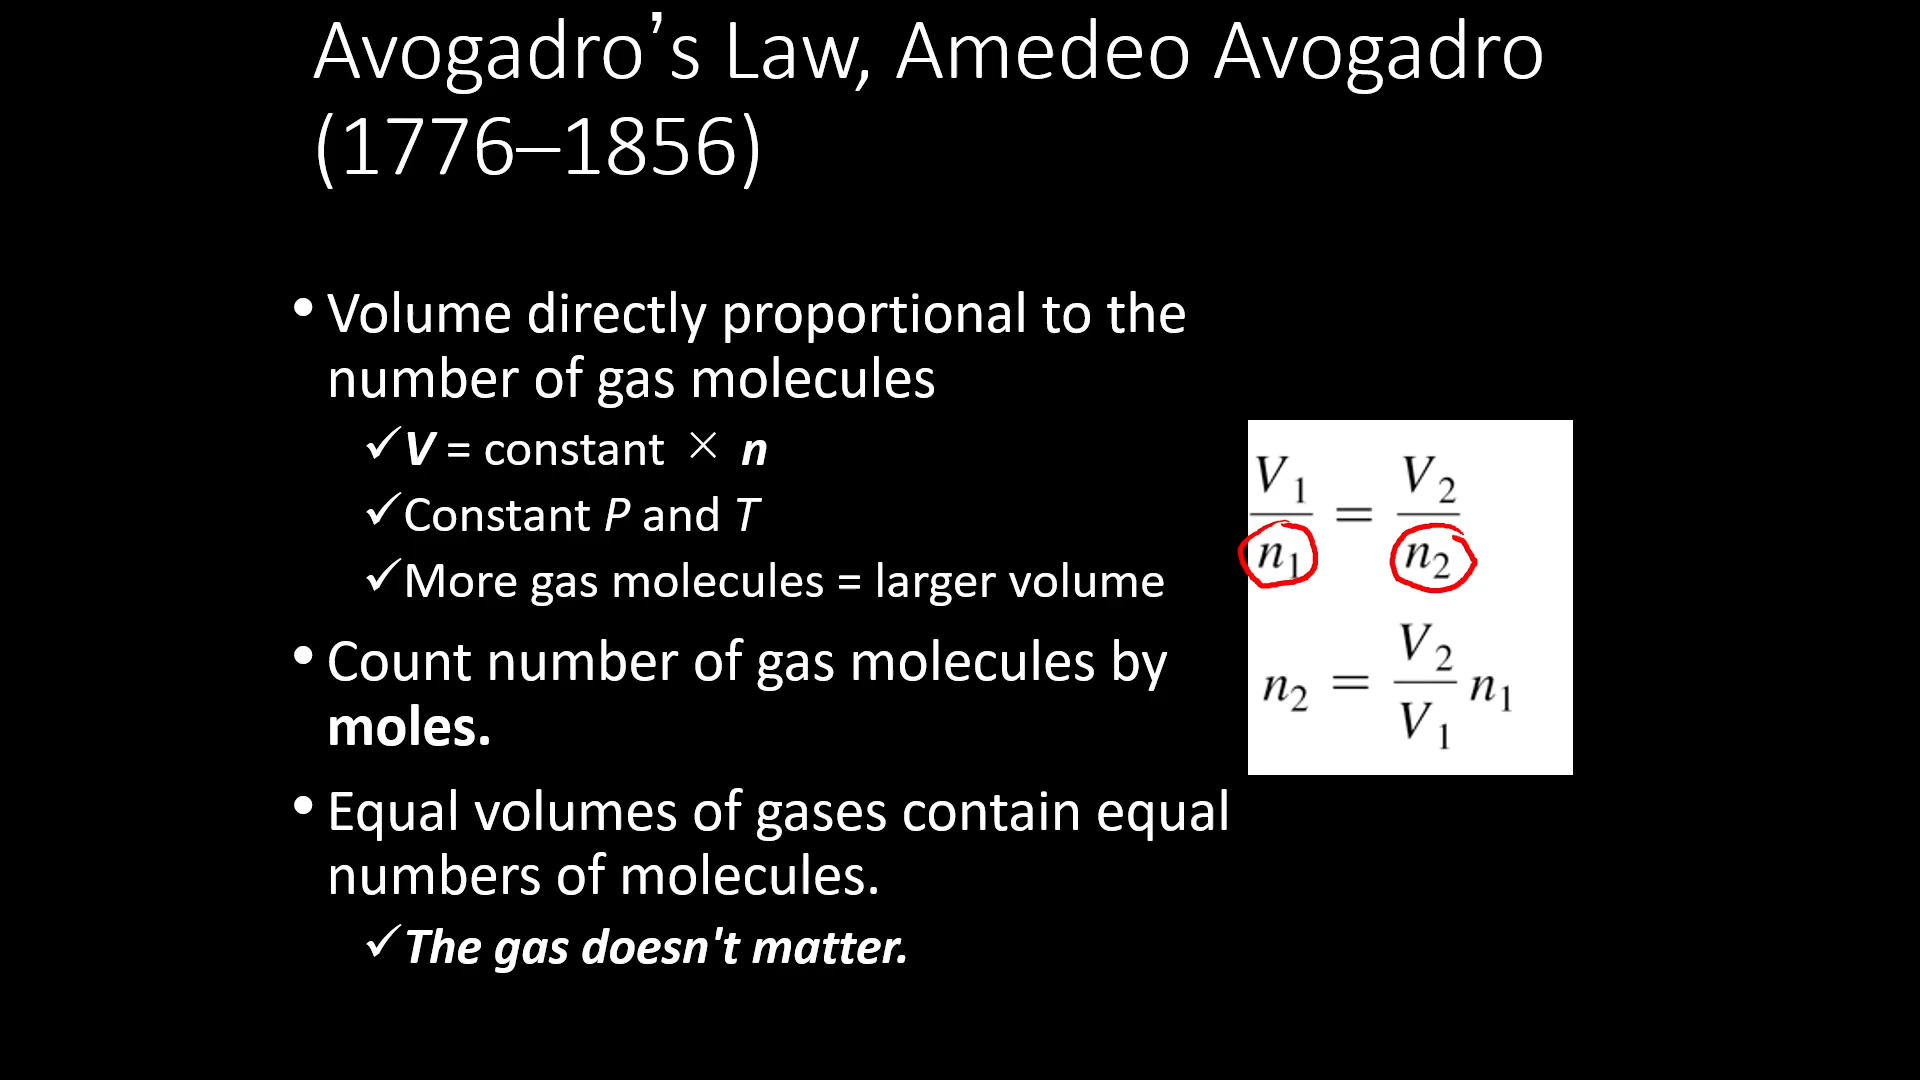 Avogadro’s Law, Amedeo Avogadro
(1776–1856)
• Volume directly proportional to the
number of gas molecules
✓V = constant × n
✓Constant P and T
✓More gas molecules = larger volume
• Count number of gas molecules by
moles.
• Equal volumes of gases contain equal
numbers of molecules.
✓The gas doesn't matter.
V₁/n₁ = V₂/n₂
n₂ = V₂/V₁ n₁